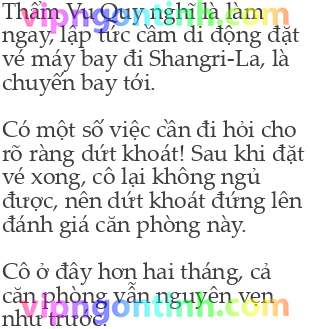 Thẩm Vu Quy nghĩ là làm
ngay, lập tức cầm di động đặt
vé máy bay đi Shangri-La, là
chuyến bay tới.
Có một số việc cần đi hỏi cho
rõ ràng dứt khoát! Sau khi đặt
vé xong, cô lại không ngủ
được, nên dứt khoát đứng lên
đánh giá căn phòng này.
Cô ở đây hơn hai tháng, cả
căn phòng vẫn nguyên vẹn
như trước.
vipngontinh.com
vipngontinh.com